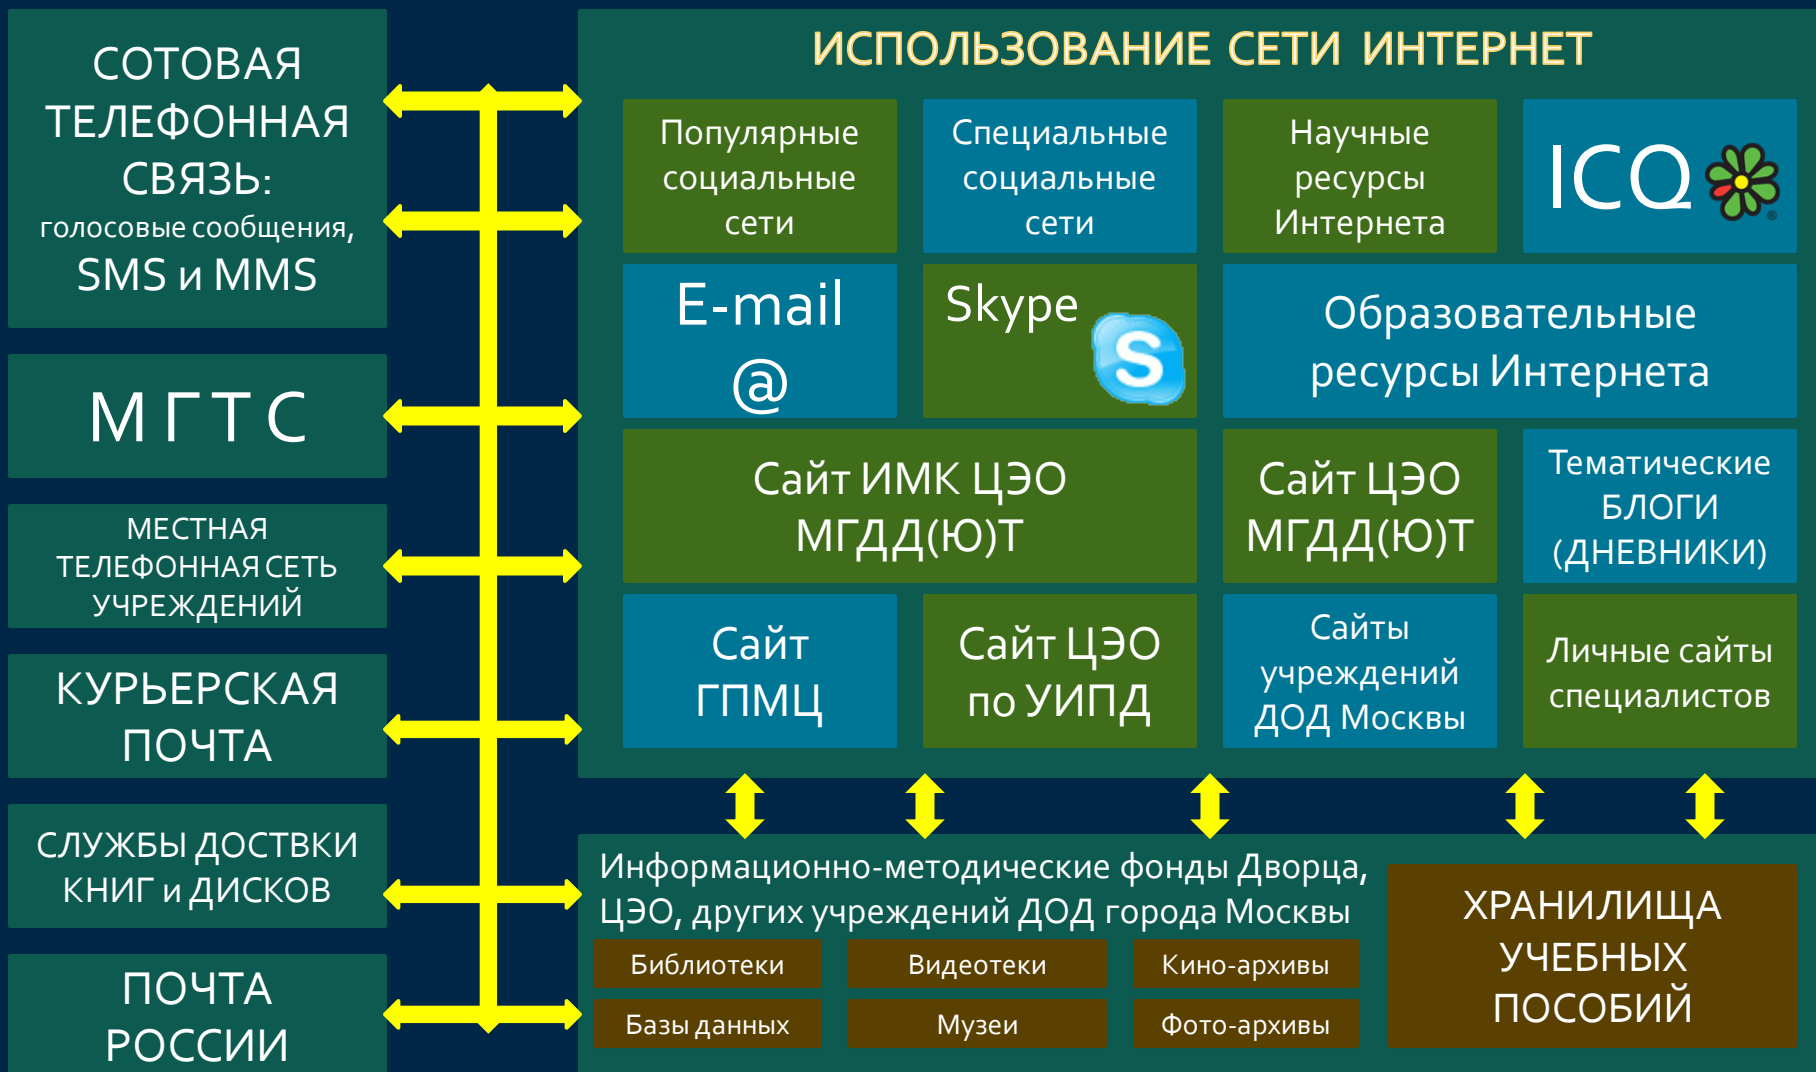 СОТОВАЯ
ТЕЛЕФОННАЯ
СВЯЗЬ:
голосовые сообщения,
SMS и MMS
МГТС
МЕСТНАЯ
ТЕЛЕФОННАЯ СЕТЬ
УЧРЕЖДЕНИЙ
КУРЬЕРСКАЯ
ПОЧТА
СЛУЖБЫ ДОСТВКИ
КНИГ и ДИСКОВ
ПОЧТА
РОССИИ
ИСПОЛЬЗОВАНИЕ СЕТИ ИНТЕРНЕТ
Популярные
социальные
сети
Специальные
социальные
сети
Научные
ресурсы
Интернета
ICQ
®
E-mail
@
Skype
S
Образовательные
ресурсы Интернета
Сайт ИМК ЦЭО
МГДД(Ю)Т
Сайт ЦЭО
МГДД(Ю)Т
Тематические
БЛОГИ
(ДНЕВНИКИ)
Сайт
ГПМЦ
Сайт ЦЭО
по УИПД
Сайты
учреждений
ДОД Москвы
Личные сайты
специалистов
Информационно-методические фонды Дворца,
ЦЭО, других учреждений ДОД города Москвы
Библиотеки
Видеотеки
Кино-архивы
Базы данных
Музеи
Фото-архивы
ХРАНИЛИЩА
УЧЕБНЫХ
ПОСОБИЙ